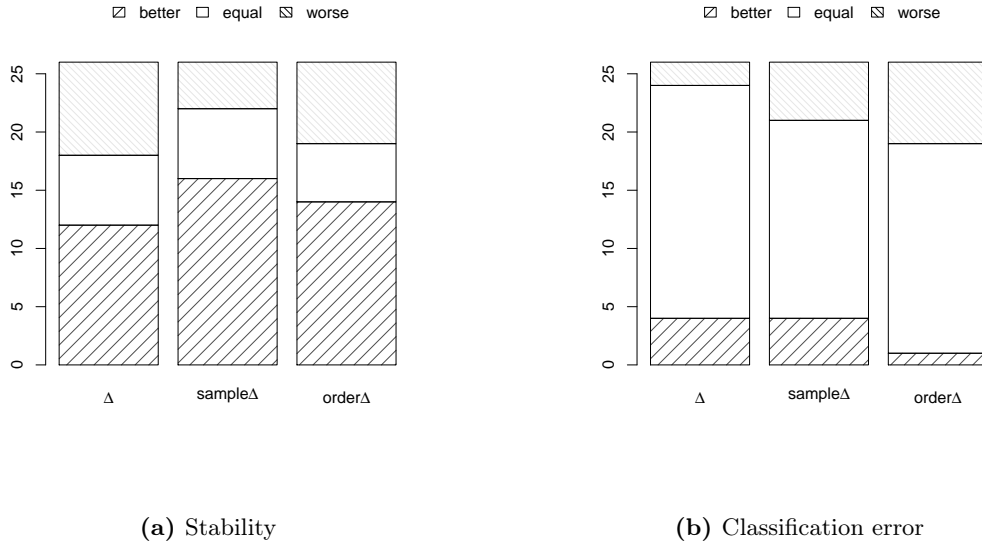 better equal worse
0 5 10 15 20 25
Δ sampleΔ orderΔ
(a) Stability
better equal worse
0 5 10 15 20 25
Δ sampleΔ orderΔ
(b) Classification error